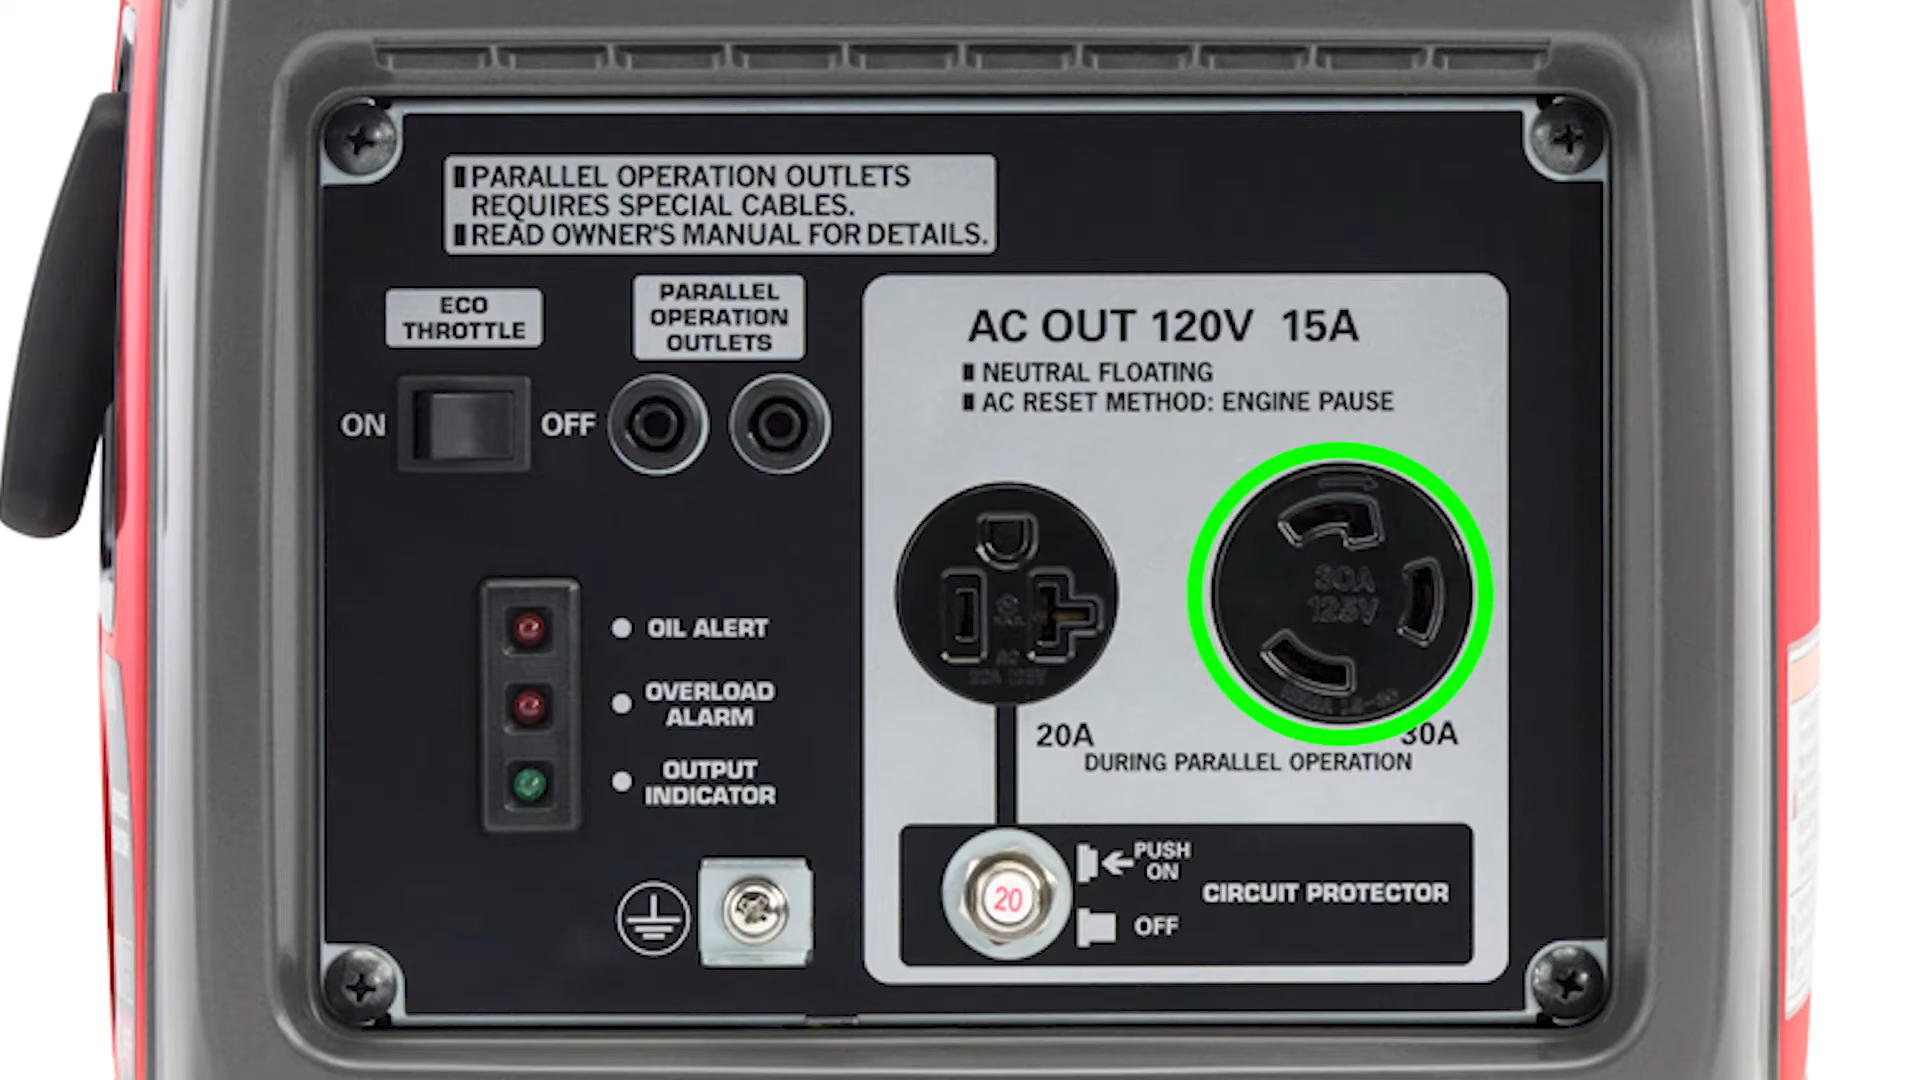 PARALLEL OPERATION OUTLETS
REQUIRES SPECIAL CABLES.
READ OWNER'S MANUAL FOR DETAILS.
ECO
THROTTLE
PARALLEL
OPERATION
OUTLETS
ON
OFF
AC OUT 120V 15A
NEUTRAL FLOATING
AC RESET METHOD: ENGINE PAUSE
30A
125V
20A
30A
DURING PARALLEL OPERATION
OIL ALERT
OVERLOAD
ALARM
OUTPUT
INDICATOR
20
PUSH
ON
OFF
CIRCUIT PROTECTOR